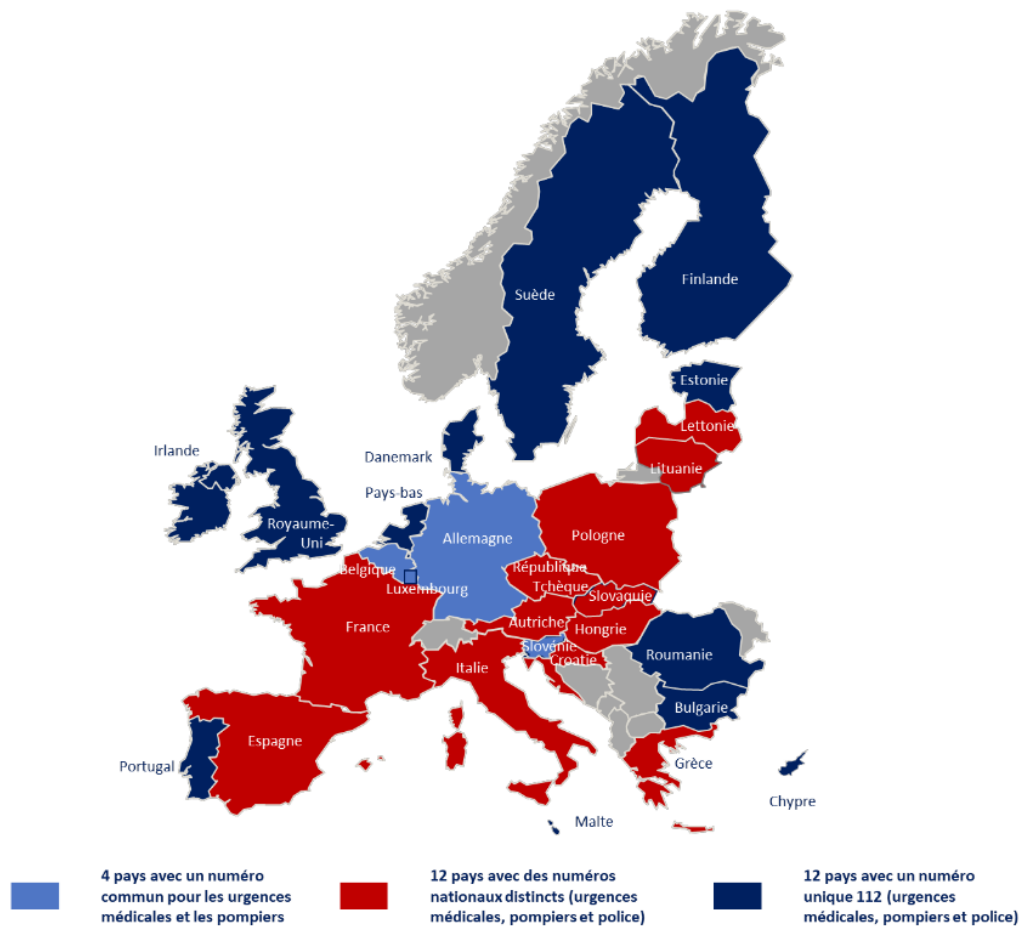 Finlande
Suède
Estonie
Lettonie
Irlande
Danemark
Lituanie
Pays-bas
Royaume-
Uni
Allemagne
Pologne
Belgique
République
Tchèque
Luxembourg
Slovaquie
France
Autriche
Hongrie
Slovénie
Croatie
Roumanie
Italie
Bulgarie
Espagne
Portugal
Grèce
Chypre
Malte
4 pays avec un numéro
commun pour les urgences
médicales et les pompiers
12 pays avec des numéros
nationaux distincts (urgences
médicales, pompiers et police)
12 pays avec un numéro
unique 112 (urgences
médicales, pompiers et police)